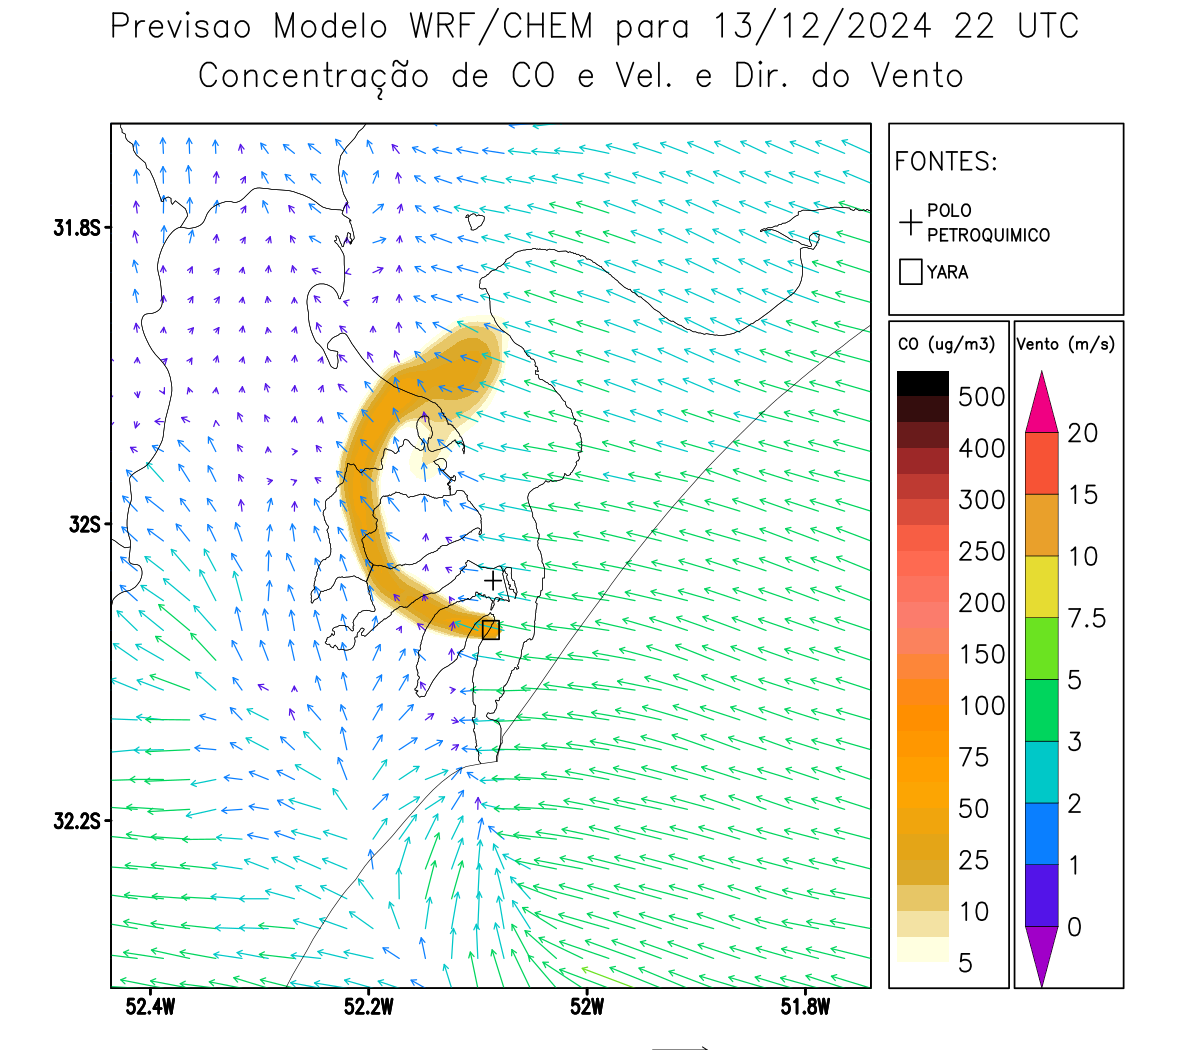 Previsao Modelo WRF/CHEM para 13/12/2024 22 UTC
Concentração de CO e Vel. e Dir. do Vento
FONTES:
POLO
PETROQUIMICO
YARA
31.8S
32S
32.2S
52.4W
52.2W
52W
51.8W
CO (ug/m3)
500
400
300
250
200
150
100
75
50
25
10
5
Vento (m/s)
20
15
10
7.5
5
3
2
1
0